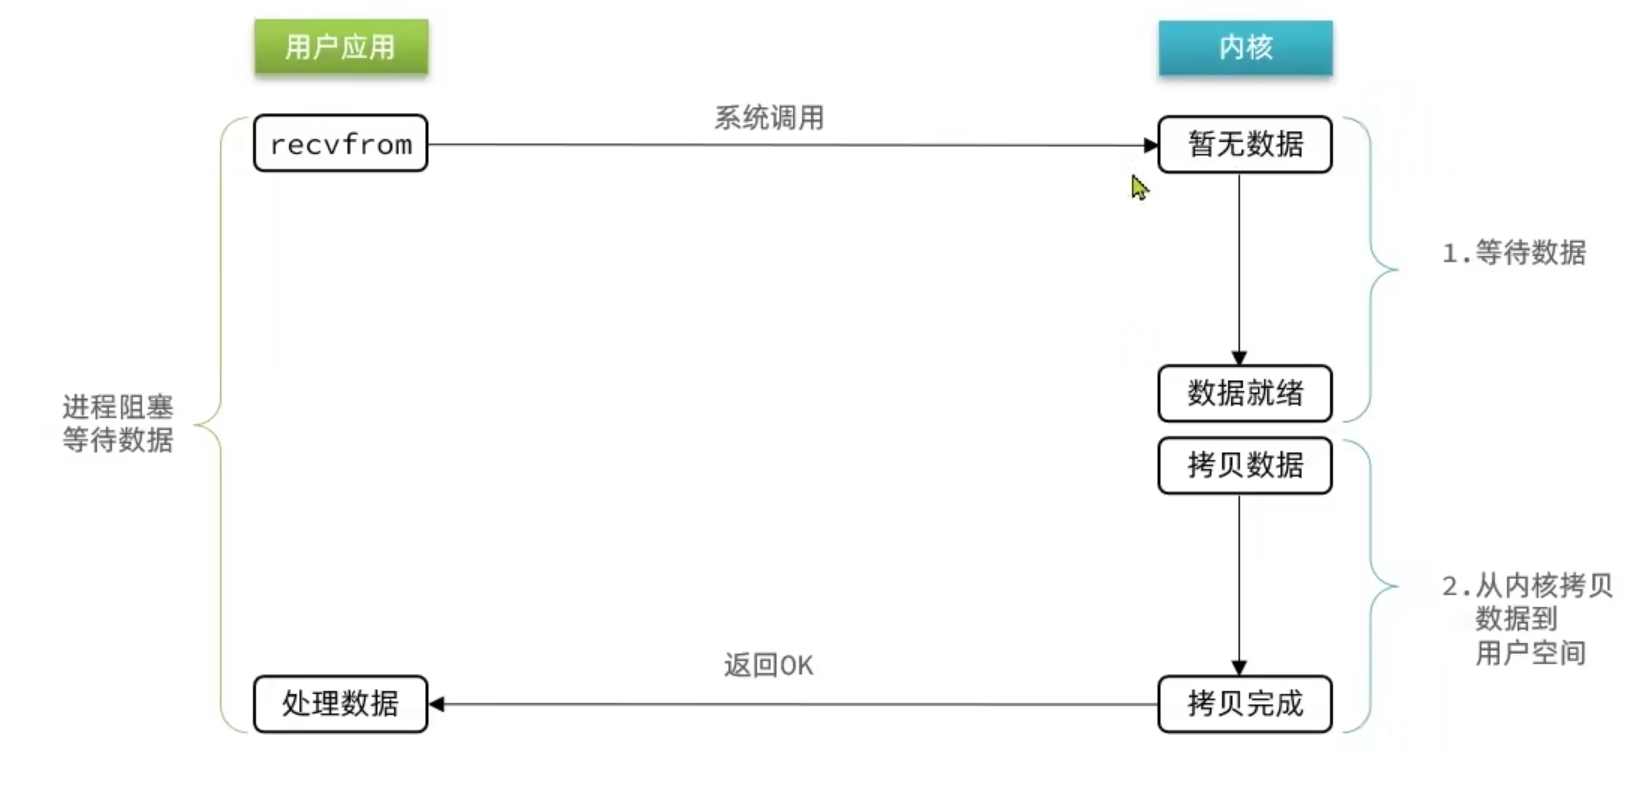 用户应用
内核
系统调用
recvfrom
暂无数据
1.等待数据
数据就绪
进程阻塞
等待数据
拷贝数据
2.从内核拷贝
数据到
用户空间
返回OK
处理数据
拷贝完成